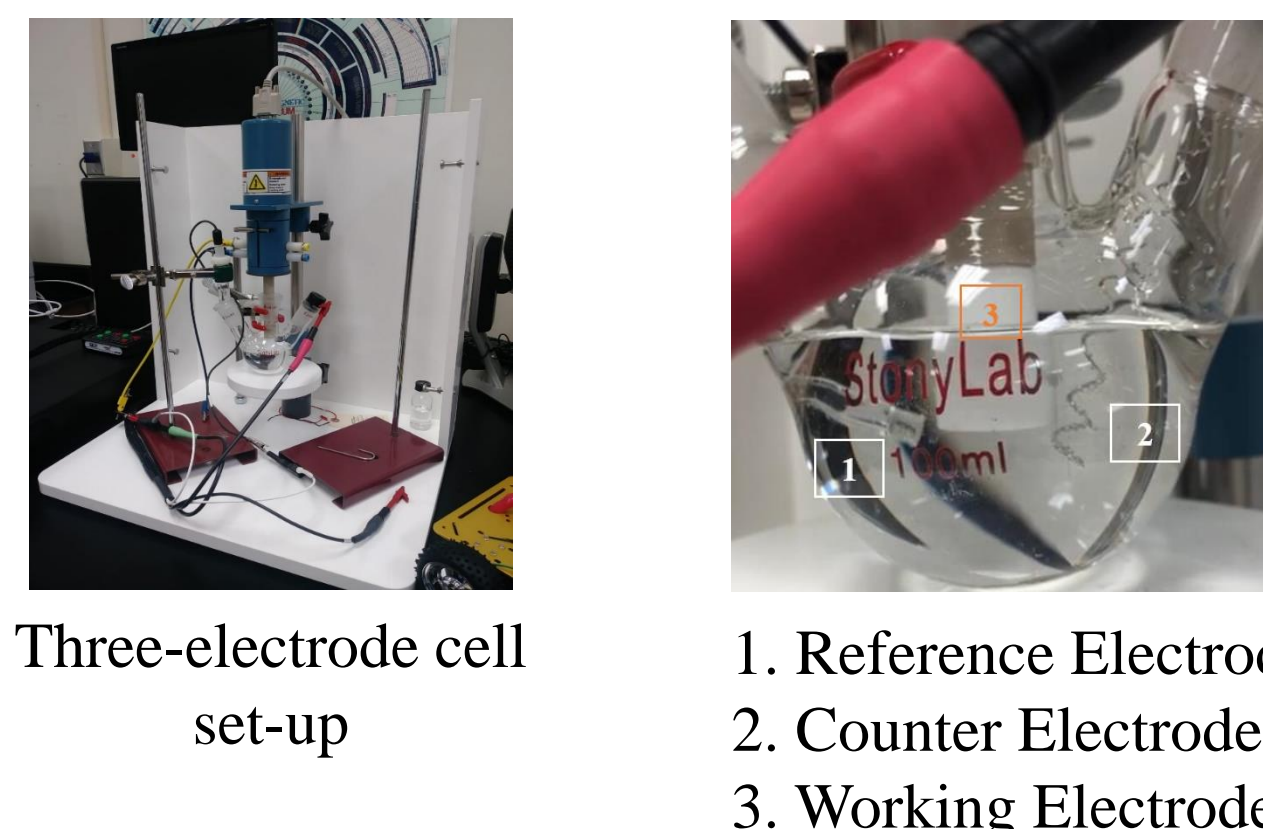 Three-electrode cell
set-up
3
StonyLab
100ml
1
2
1. Reference Electrod
2. Counter Electrode
3. Working Electrode